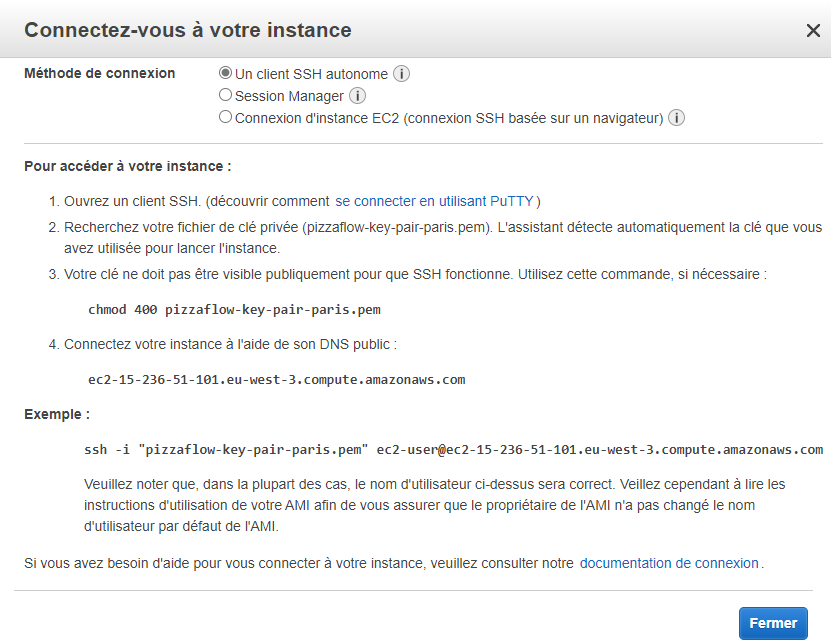 Connectez-vous à votre instance
Méthode de connexion
Un client SSH autonome
Session Manager
Connexion d'instance EC2 (connexion SSH basée sur un navigateur)
Pour accéder à votre instance :
1. Ouvrez un client SSH. (découvrir comment se connecter en utilisant PuTTY )
2. Recherchez votre fichier de clé privée (pizzaflow-key-pair-paris.pem). L'assistant détecte automatiquement la clé que vous
avez utilisée pour lancer l'instance.
3. Votre clé ne doit pas être visible publiquement pour que SSH fonctionne. Utilisez cette commande, si nécessaire :
chmod 400 pizzaflow-key-pair-paris.pem
4. Connectez votre instance à l'aide de son DNS public :
ec2-15-236-51-101.eu-west-3.compute.amazonaws.com
Exemple :
ssh -i "pizzaflow-key-pair-paris.pem" ec2-user@ec2-15-236-51-101.eu-west-3.compute.amazonaws.com
Veuillez noter que, dans la plupart des cas, le nom d'utilisateur ci-dessus sera correct. Veillez cependant à lire les
instructions d'utilisation de votre AMI afin de vous assurer que le propriétaire de l'AMI n'a pas changé le nom
d'utilisateur par défaut de l'AMI.
Si vous avez besoin d'aide pour vous connecter à votre instance, veuillez consulter notre documentation de connexion .
Fermer